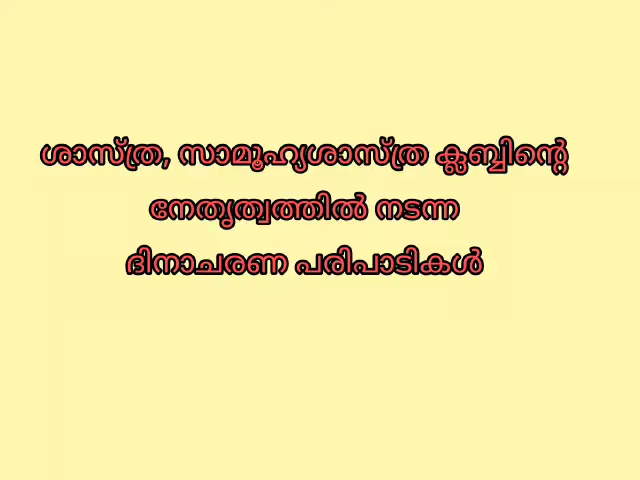 ശാസ്ത്ര, സാമൂഹ്യശാസ്ത്ര ക്ലബ്ബിന്റെ
നേതൃത്വത്തിൽ നടന്ന
ദിനാചരണ പരിപാടികൾ